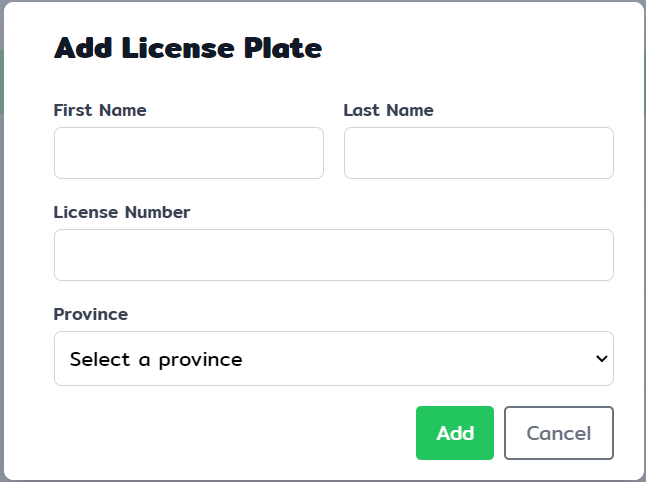 Add License Plate
First Name Last Name
License Number
Province
Select a province
Add Cancel